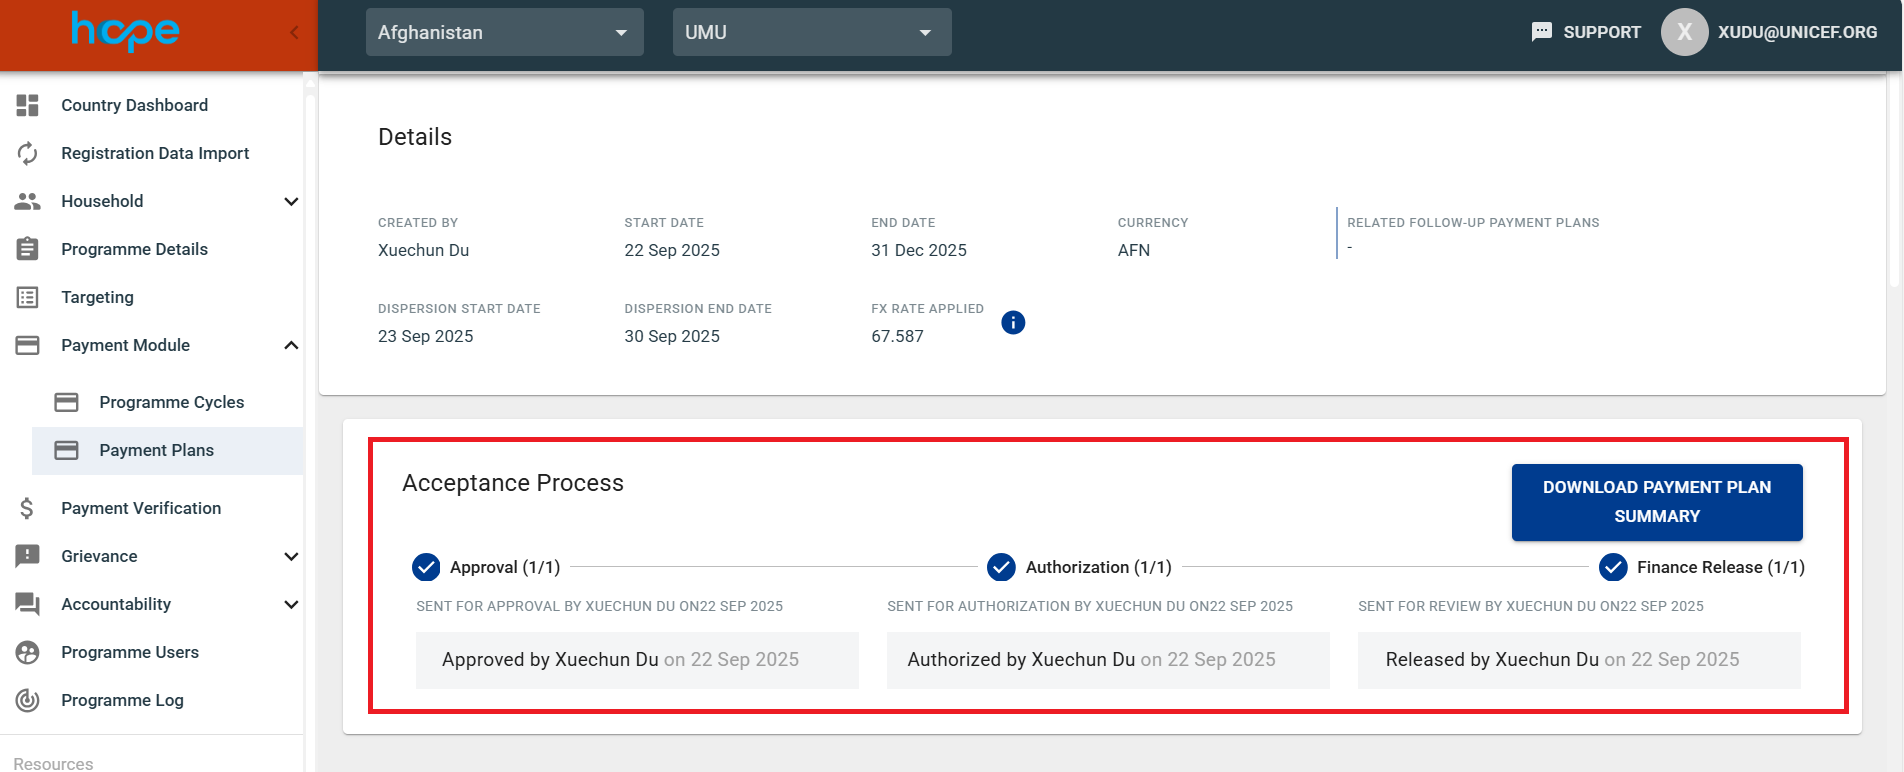 hope
Afghanistan
UMU
SUPPORT
X
XUDU@UNICEF.ORG
Country Dashboard
Registration Data Import
Household
Programme Details
Targeting
Payment Module
Programme Cycles
Payment Plans
Payment Verification
Grievance
Accountability
Programme Users
Programme Log
Resources
Details
CREATED BY
Xuechun Du
START DATE
22 Sep 2025
END DATE
31 Dec 2025
CURRENCY
AFN
RELATED FOLLOW-UP PAYMENT PLANS
-
DISPERSION START DATE
23 Sep 2025
DISPERSION END DATE
30 Sep 2025
FX RATE APPLIED
67.587
Acceptance Process
DOWNLOAD PAYMENT PLAN
SUMMARY
Approval (1/1)
Authorization (1/1)
Finance Release (1/1)
SENT FOR APPROVAL BY XUECHUN DU ON22 SEP 2025
SENT FOR AUTHORIZATION BY XUECHUN DU ON22 SEP 2025
SENT FOR REVIEW BY XUECHUN DU ON22 SEP 2025
Approved by Xuechun Du on 22 Sep 2025
Authorized by Xuechun Du on 22 Sep 2025
Released by Xuechun Du on 22 Sep 2025